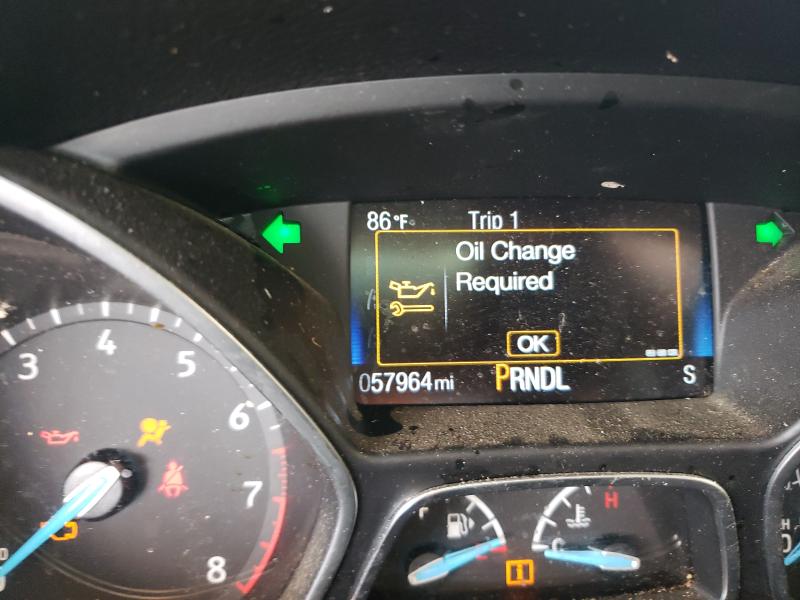 86°F Trip 1
Oil Change
Required
OK
057964mi PRNDL S
3 4 5 6 7 8
H
C
H